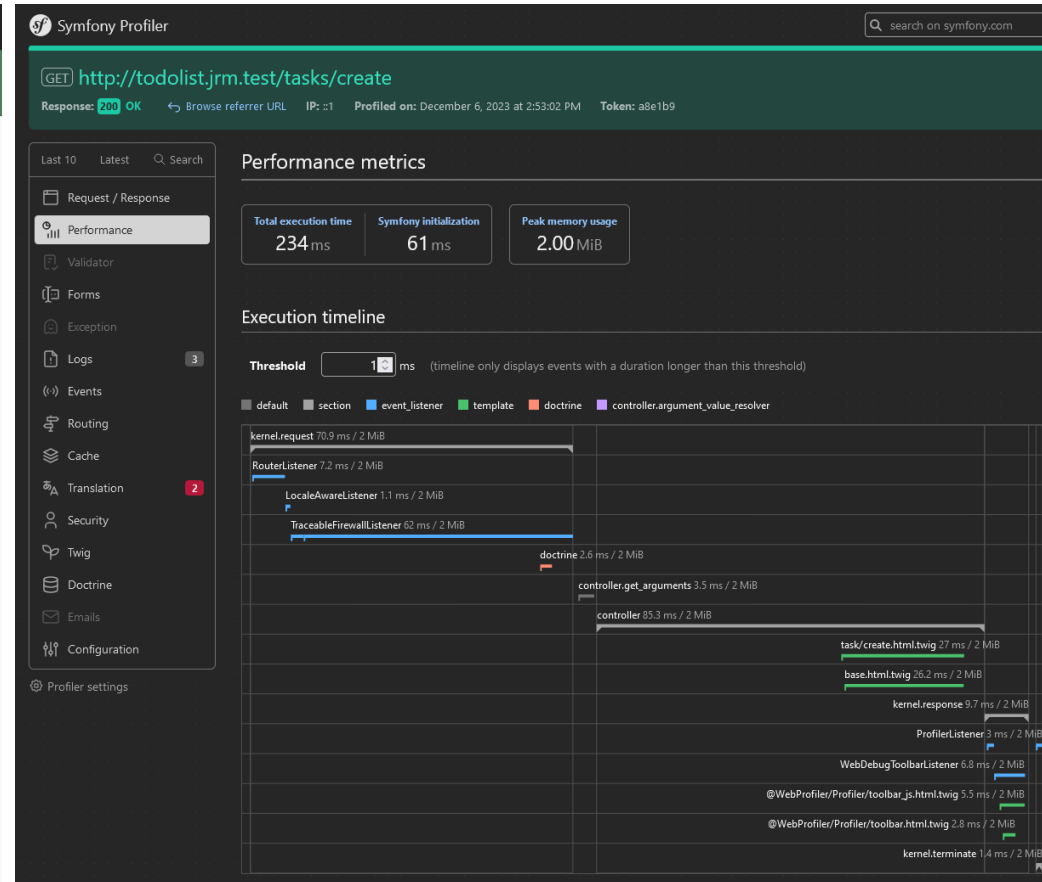 Symfony Profiler
search on symfony.com
GET http://todolist.jrm.test/tasks/create
Response: 200 OK Browse referrer URL IP: ::1 Profiled on: December 6, 2023 at 2:53:02 PM Token: a8e1b9
Last 10 Latest Search
Request / Response
Performance
Validator
Forms
Exception
Logs 3
Events
Routing
Cache
Translation 2
Security
Twig
Doctrine
Emails
Configuration
Profiler settings
Performance metrics
Total execution time Symfony initialization Peak memory usage
234 ms 61 ms 2.00 MiB
Execution timeline
Threshold 1 ms (timeline only displays events with a duration longer than this threshold)
default section event_listener template doctrine controller.argument_value_resolver
kernel.request 70.9 ms / 2 MiB
RouterListener 7.2 ms / 2 MiB
LocaleAwareListener 1.1 ms / 2 MiB
TraceableFirewallListener 62 ms / 2 MiB
doctrine 2.6 ms / 2 MiB
controller.get_arguments 3.5 ms / 2 MiB
controller 85.3 ms / 2 MiB
task/create.html.twig 27 ms / 2 MiB
base.html.twig 26.2 ms / 2 MiB
kernel.response 9.7 ms / 2 MiB
ProfilerListener 3 ms / 2 MiB
WebDebugToolbarListener 6.8 ms / 2 MiB
@WebProfiler/Profiler/toolbar_js.html.twig 5.5 ms / 2 MiB
@WebProfiler/Profiler/toolbar.html.twig 2.8 ms / 2 MiB
kernel.terminate 1.4 ms / 2 MiB